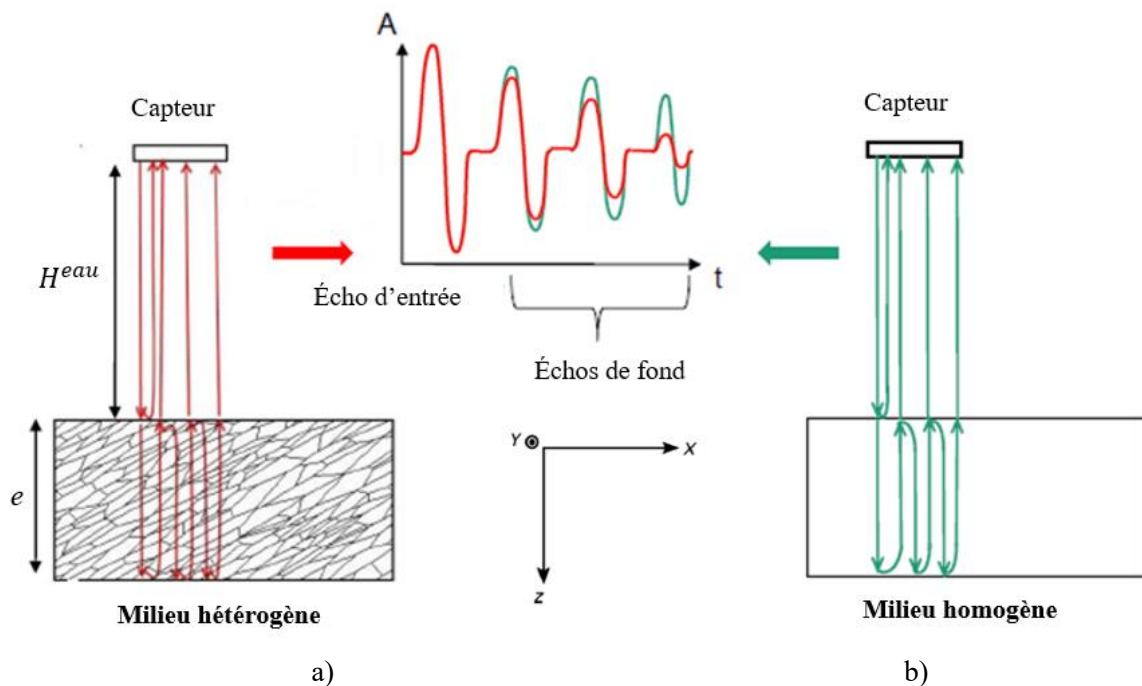 A
Capteur
Capteur
H^{eau}
t
Écho d’entrée
Échos de fond
Y
X
e
Z
Milieu hétérogène
Milieu homogène
a)
b)